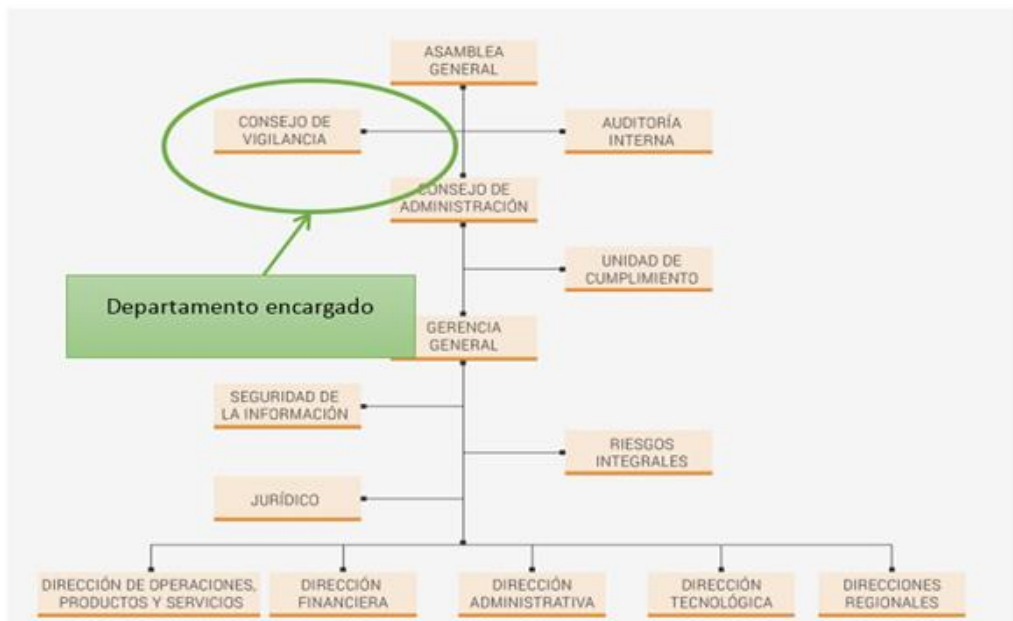 ASAMBLEA
GENERAL
CONSEJO DE
VIGILANCIA
AUDITORÍA
INTERNA
CONSEJO DE
ADMINISTRACIÓN
UNIDAD DE
CUMPLIMIENTO
Departamento encargado
GERENCIA
GENERAL
SEGURIDAD DE
LA INFORMACIÓN
RIESGOS
INTEGRALES
JURÍDICO
DIRECCIÓN DE OPERACIONES,
PRODUCTOS Y SERVICIOS
DIRECCIÓN
FINANCIERA
DIRECCIÓN
ADMINISTRATIVA
DIRECCIÓN
TECNOLÓGICA
DIRECCIONES
REGIONALES